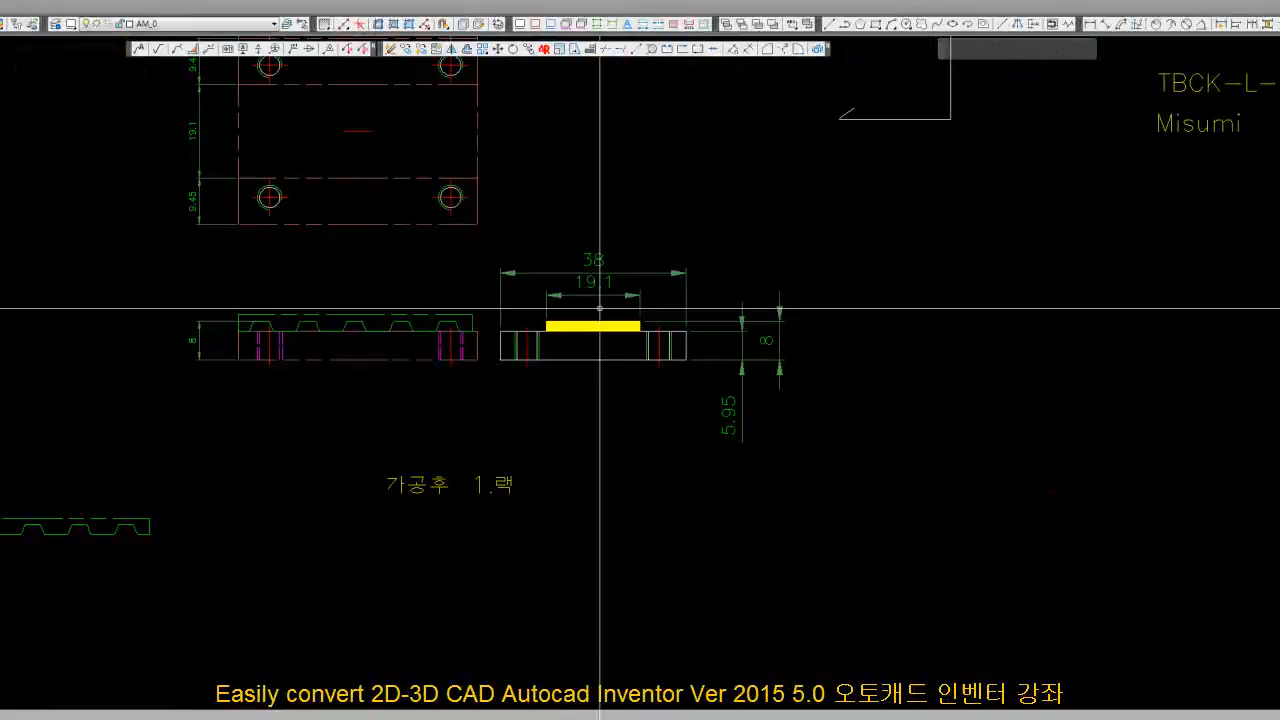 AM_0
TBCK-L-
Misumi
9.4
19.1
9.45
38
19.1
8
8
5.95
가공후 1.랙
Easily convert 2D-3D CAD Autocad Inventor Ver 2015 5.0 오토캐드 인벤터 강좌